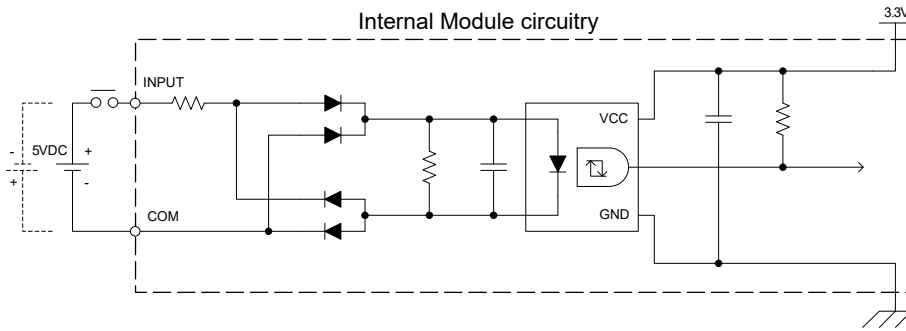 Internal Module circuitry
3.3V
INPUT
VCC
5VDC
+
-
-
+
GND
COM